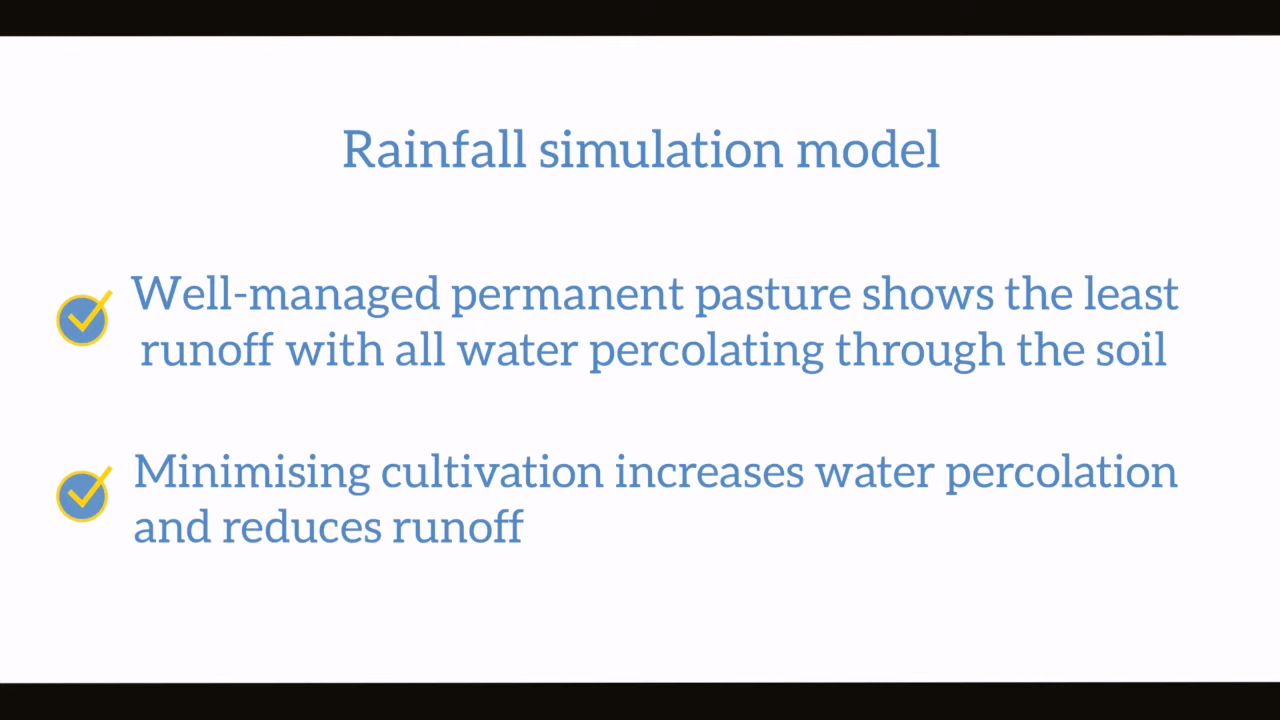 Rainfall simulation model
Well-managed permanent pasture shows the least
runoff with all water percolating through the soil
Minimising cultivation increases water percolation
and reduces runoff